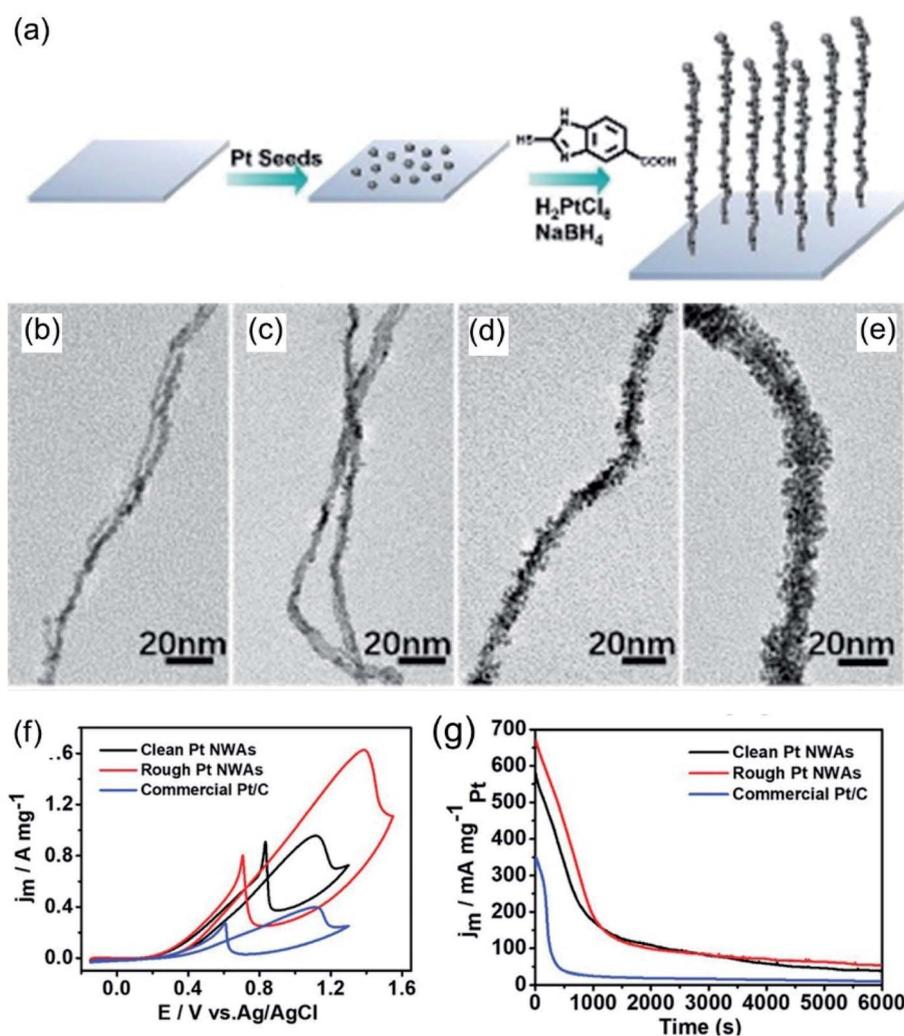 (a)
Pt Seeds
H
N
HS
N
COOH
H₂PtCl₆
NaBH₄
(b)
(c)
(d)
(e)
20nm
20nm
20nm
20nm
(f)
Clean Pt NWAs
Rough Pt NWAs
Commercial Pt/C
jm / A mg⁻¹
.6
1.2
0.8
0.4
0.0
0.0 0.4 0.8 1.2 1.6
E / V vs.Ag/AgCl
(g)
Clean Pt NWAs
Rough Pt NWAs
Commercial Pt/C
jm / mA mg⁻¹ Pt
700
600
500
400
300
200
100
0
0 1000 2000 3000 4000 5000 6000
Time (s)